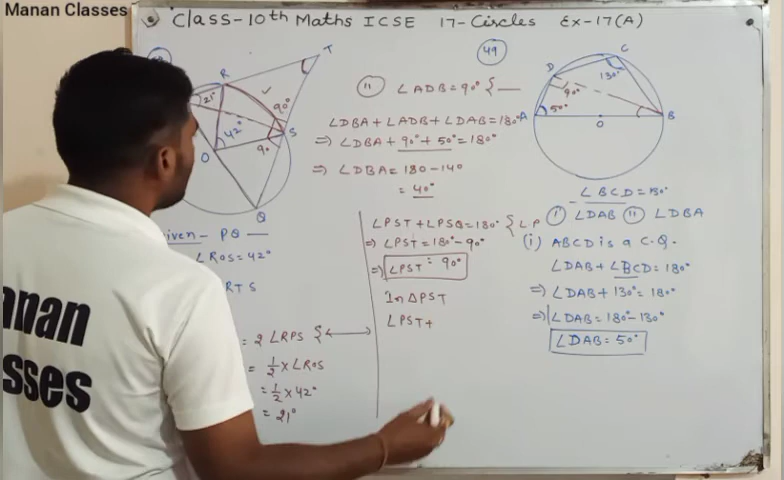 Manan Classes
Class-10th Maths ICSE 17-Circles Ex-17(A)
49
R
T
21°
42°
90°
S
O
9
Q
Given- PQ —
∠ROS=42°
RTS
= 2 ∠RPS {
= 1/2 × ∠ROS
= 1/2 × 42°
= 21°
(ii) ∠ADB = 90° {—
∠DBA + ∠ADB + ∠DAB = 180°
⇒ ∠DBA + 90° + 50° = 180°
⇒ ∠DBA = 180 - 140
= 40°
∠PST + ∠PSQ = 180° { L.P
⇒ ∠PST = 180° - 90°
⇒ ∠PST = 90°
In ΔPST
∠PST +
C
D
130°
90°
A
50°
B
O
∠BCD = 130°
(i) ∠DAB (ii) ∠DBA
(i) ABCD is a C.Q.
∠DAB + ∠BCD = 180°
⇒ ∠DAB + 130° = 180°
⇒ ∠DAB = 180° - 130°
∠DAB = 50°
anan
sses